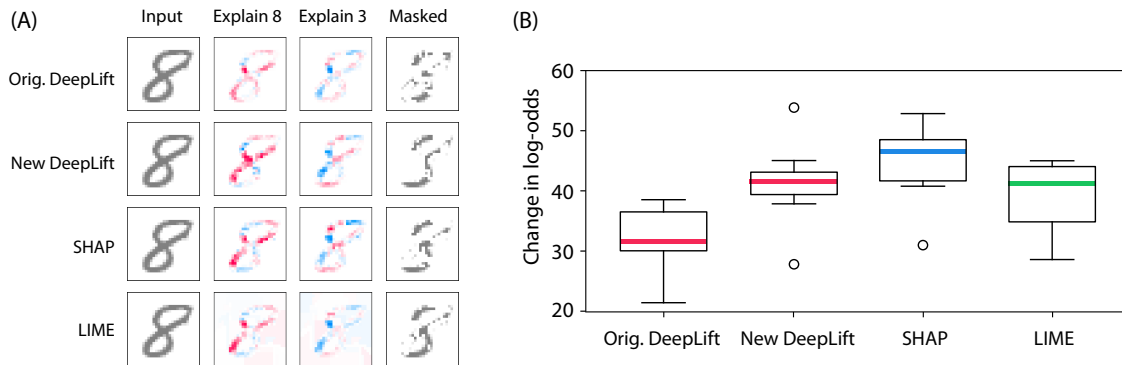 (A)
Input Explain 8 Explain 3 Masked
Orig. DeepLift
New DeepLift
SHAP
LIME
(B)
Change in log-odds
60
50
40
30
20
Orig. DeepLift New DeepLift SHAP LIME